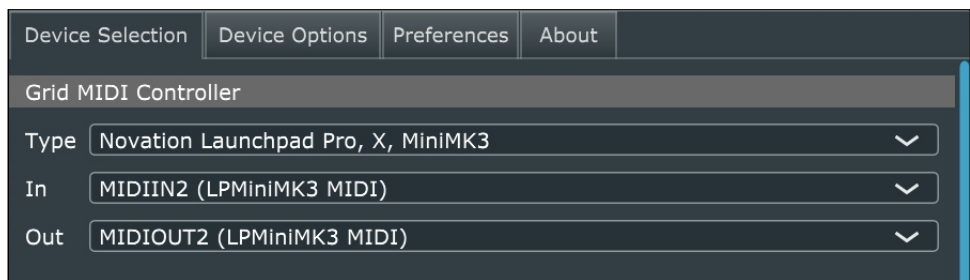 Device Selection Device Options Preferences About
Grid MIDI Controller
Type Novation Launchpad Pro, X, MiniMK3
In MIDIIN2 (LPMiniMK3 MIDI)
Out MIDIOUT2 (LPMiniMK3 MIDI)